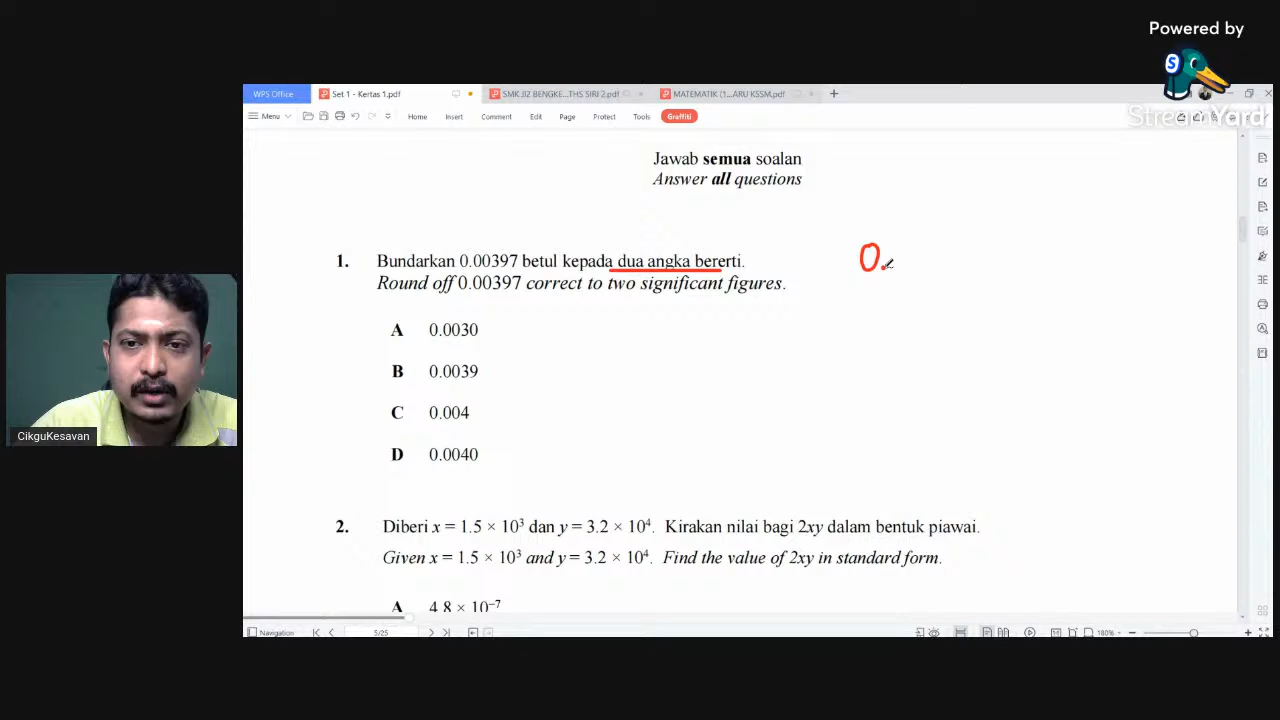 Powered by
StreamYard
WPS Office
Set 1 - Kertas 1.pdf
SMK JI2 BENGKE...THS SIRI 2.pdf
MATEMATIK (1...ARU KSSM.pdf
Menu
Home
Insert
Comment
Edit
Page
Protect
Tools
Graffiti
Jawab semua soalan
Answer all questions
1. Bundarkan 0.00397 betul kepada dua angka bererti.
Round off 0.00397 correct to two significant figures.
0.
A 0.0030
B 0.0039
C 0.004
D 0.0040
CikguKesavan
2. Diberi x = 1.5 × 10³ dan y = 3.2 × 10⁴. Kirakan nilai bagi 2xy dalam bentuk piawai.
Given x = 1.5 × 10³ and y = 3.2 × 10⁴. Find the value of 2xy in standard form.
A 4.8 × 10⁻⁷
Navigation
5/25
180%